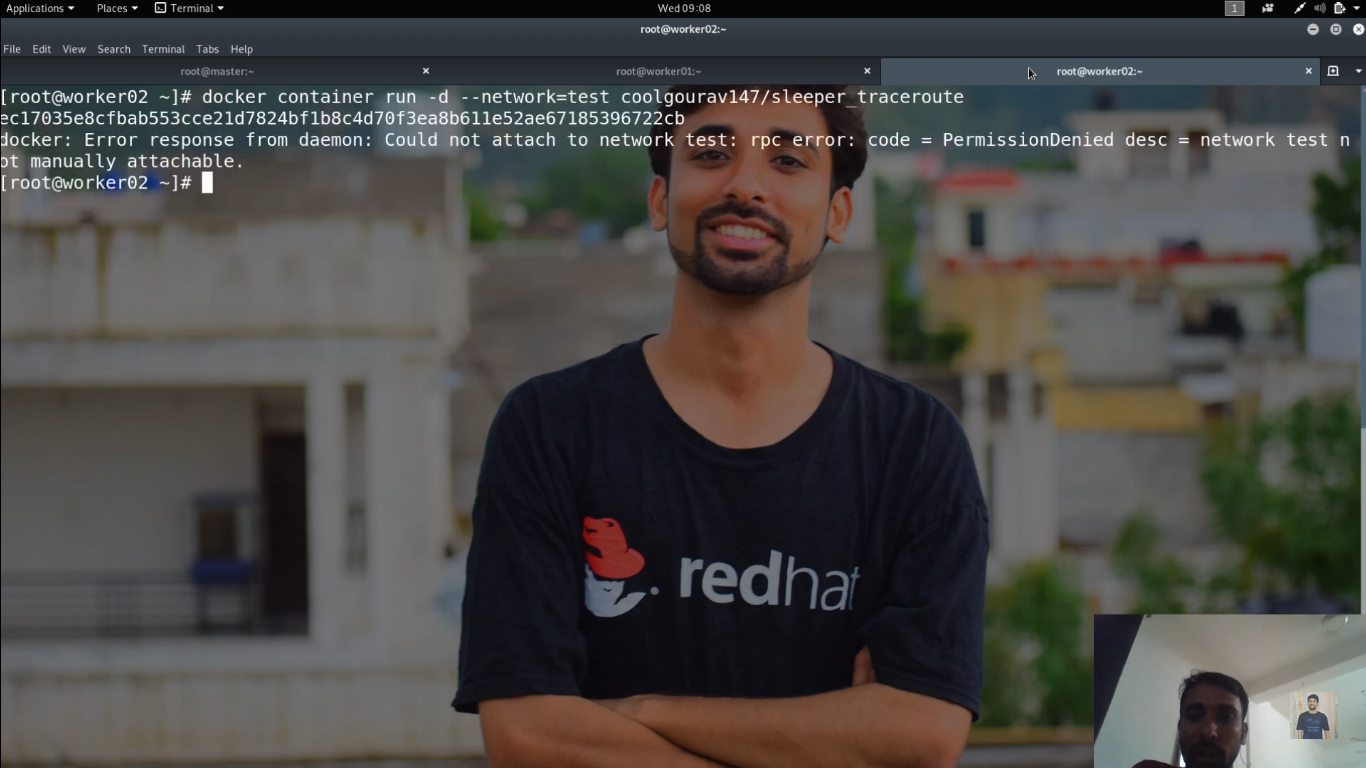 Applications Places Terminal Wed 09:08 1
root@worker02:~
File Edit View Search Terminal Tabs Help
root@master:~ × root@worker01:~ × root@worker02:~ ×
[root@worker02 ~]# docker container run -d --network=test coolgourav147/sleeper_traceroute
ec17035e8cfbab553cce21d7824bf1b8c4d70f3ea8b611e52ae67185396722cb
docker: Error response from daemon: Could not attach to network test: rpc error: code = PermissionDenied desc = network test n
ot manually attachable.
[root@worker02 ~]#
redhat